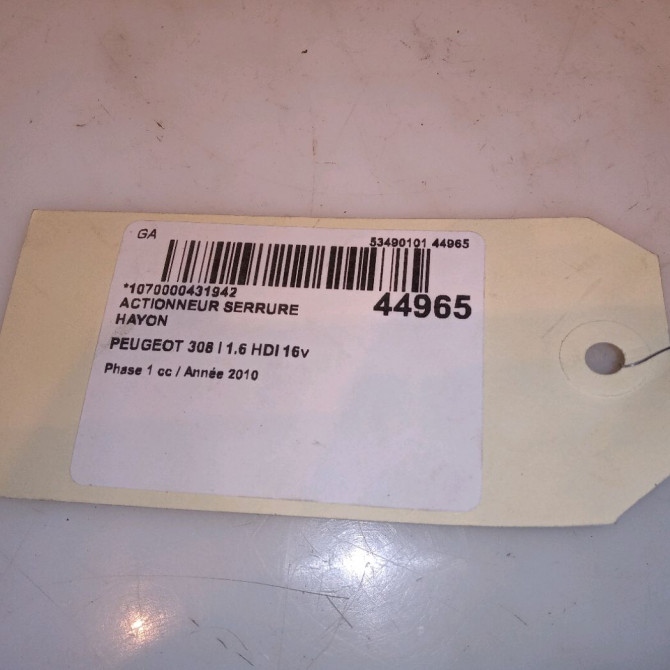 GA
53490101 44965
*1070000431942
44965
ACTIONNEUR SERRURE
HAYON
PEUGEOT 308 I 1.6 HDI 16v
Phase 1 cc / Année 2010